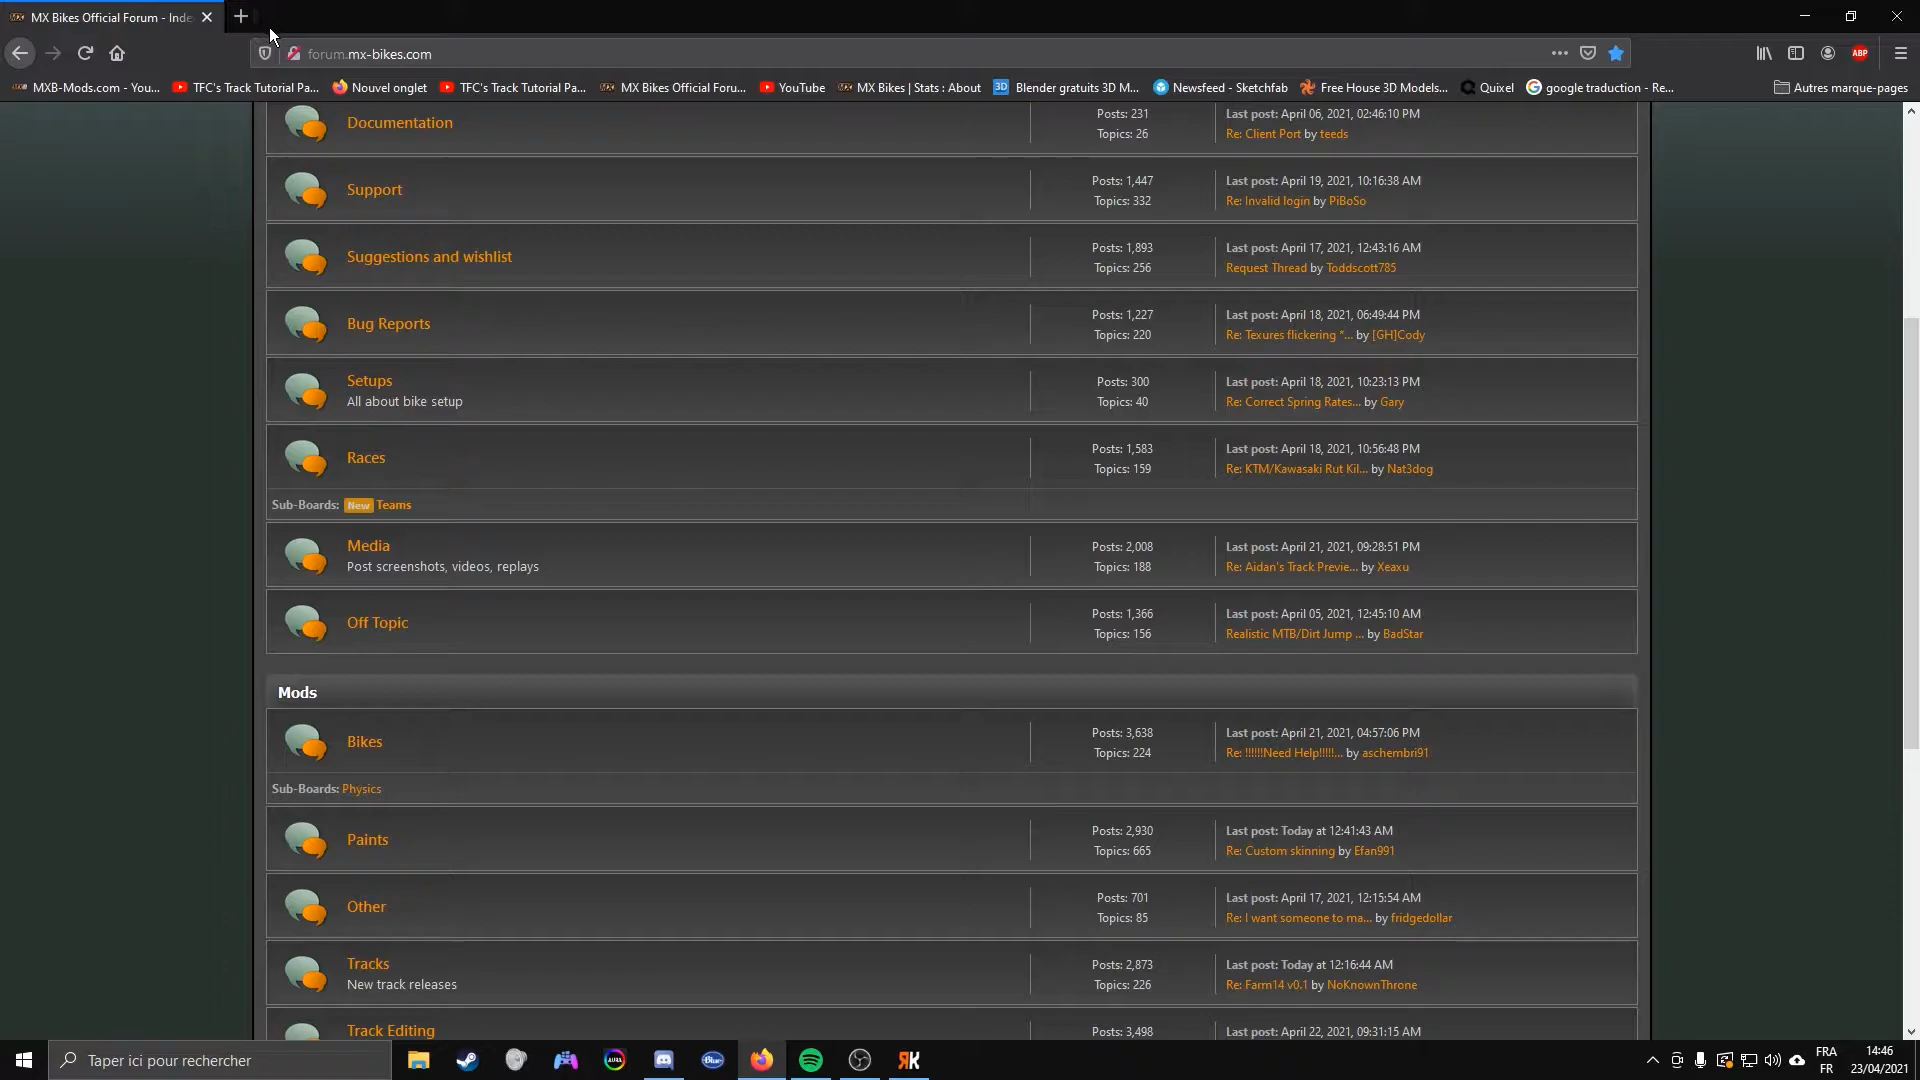 MX Bikes Official Forum - Inde
forum.mx-bikes.com
MXB-Mods.com - You...
TFC's Track Tutorial Pa...
Nouvel onglet
TFC's Track Tutorial Pa...
MX Bikes Official Foru...
YouTube
MX Bikes | Stats : About
3D Blender gratuits 3D M...
Newsfeed - Sketchfab
Free House 3D Models...
Quixel
google traduction - Re...
Autres marque-pages
ABP
Documentation
Posts: 231
Topics: 26
Last post: April 06, 2021, 02:46:10 PM
Re: Client Port by teeds
Support
Posts: 1,447
Topics: 332
Last post: April 19, 2021, 10:16:38 AM
Re: Invalid login by PiBoSo
Suggestions and wishlist
Posts: 1,893
Topics: 256
Last post: April 17, 2021, 12:43:16 AM
Request Thread by Toddscott785
Bug Reports
Posts: 1,227
Topics: 220
Last post: April 18, 2021, 06:49:44 PM
Re: Texures flickering *... by [GH]Cody
Setups
All about bike setup
Posts: 300
Topics: 40
Last post: April 18, 2021, 10:23:13 PM
Re: Correct Spring Rates... by Gary
Races
Posts: 1,583
Topics: 159
Last post: April 18, 2021, 10:56:48 PM
Re: KTM/Kawasaki Rut Kil... by Nat3dog
Sub-Boards: New Teams
Media
Post screenshots, videos, replays
Posts: 2,008
Topics: 188
Last post: April 21, 2021, 09:28:51 PM
Re: Aidan's Track Previe... by Xeaxu
Off Topic
Posts: 1,366
Topics: 156
Last post: April 05, 2021, 12:45:10 AM
Realistic MTB/Dirt Jump ... by BadStar
Mods
Bikes
Posts: 3,638
Topics: 224
Last post: April 21, 2021, 04:57:06 PM
Re: !!!!!!Need Help!!!!!... by aschembri91
Sub-Boards: Physics
Paints
Posts: 2,930
Topics: 665
Last post: Today at 12:41:43 AM
Re: Custom skinning by Efan991
Other
Posts: 701
Topics: 85
Last post: April 17, 2021, 12:15:54 AM
Re: I want someone to ma... by fridgedollar
Tracks
New track releases
Posts: 2,873
Topics: 226
Last post: Today at 12:16:44 AM
Re: Farm14 v0.1 by NoKnownThrone
Track Editing
Posts: 3,498
Last post: April 22, 2021, 09:31:15 AM
Taper ici pour rechercher
AURA
Blue
FRA
FR
14:46
23/04/2021